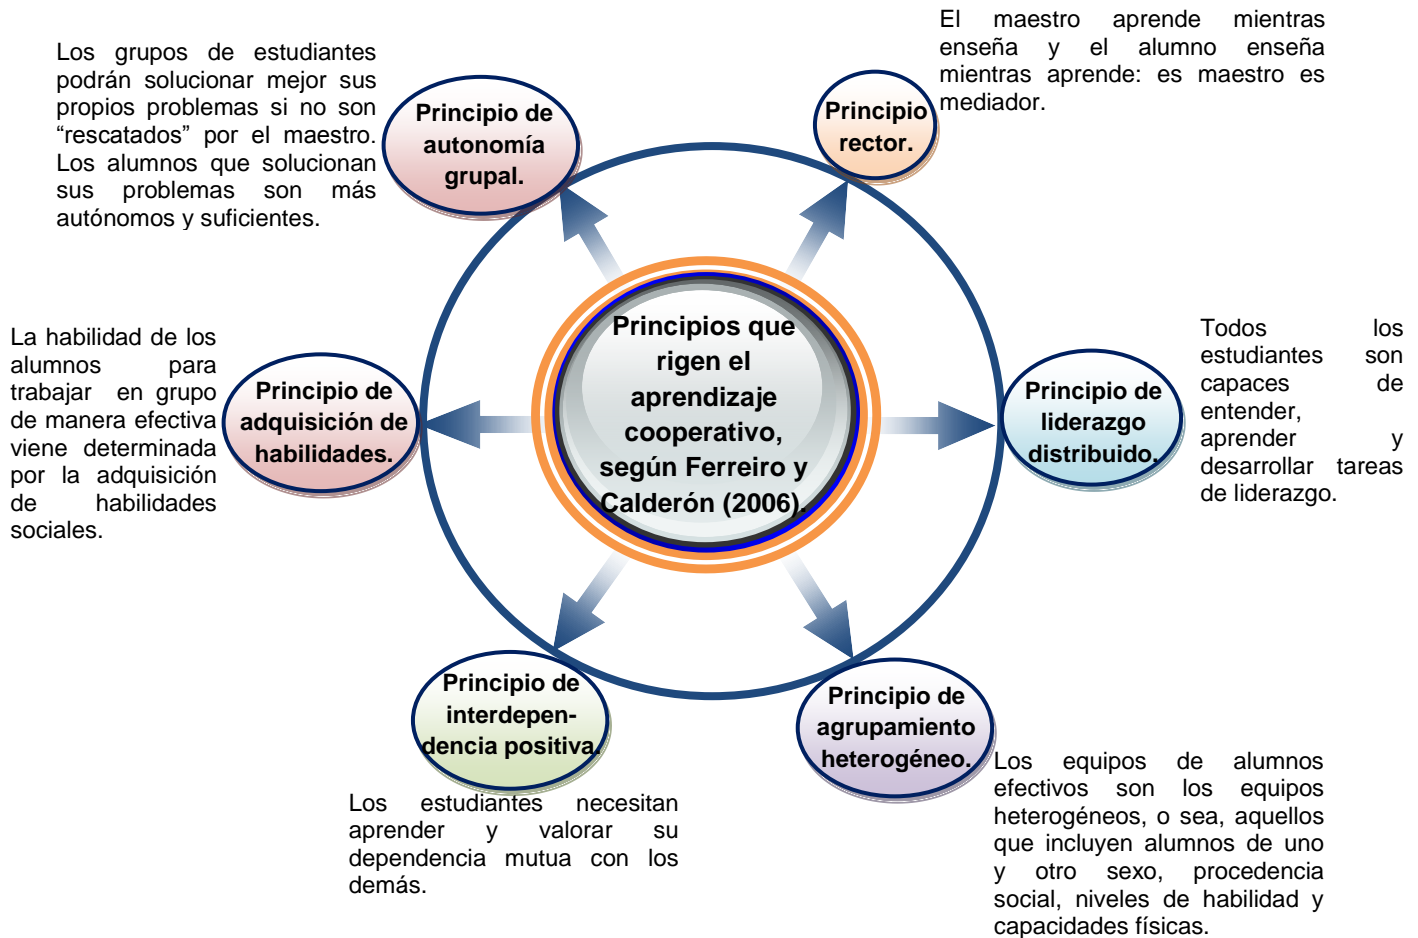 Principios que
rigen el
aprendizaje
cooperativo,
según Ferreiro y
Calderón (2006).
Principio
rector.
El maestro aprende mientras
enseña y el alumno enseña
mientras aprende: es maestro es
mediador.
Principio de
liderazgo
distribuido.
Todos los
estudiantes son
capaces de
entender,
aprender y
desarrollar tareas
de liderazgo.
Principio de
agrupamiento
heterogéneo.
Los equipos de alumnos
efectivos son los equipos
heterogéneos, o sea, aquellos
que incluyen alumnos de uno
y otro sexo, procedencia
social, niveles de habilidad y
capacidades físicas.
Principio de
interdepen-
dencia positiva.
Los estudiantes necesitan
aprender y valorar su
dependencia mutua con los
demás.
Principio de
adquisición de
habilidades.
La habilidad de los
alumnos para
trabajar en grupo
de manera efectiva
viene determinada
por la adquisición
de habilidades
sociales.
Principio de
autonomía
grupal.
Los grupos de estudiantes
podrán solucionar mejor sus
propios problemas si no son
“rescatados” por el maestro.
Los alumnos que solucionan
sus problemas son más
autónomos y suficientes.